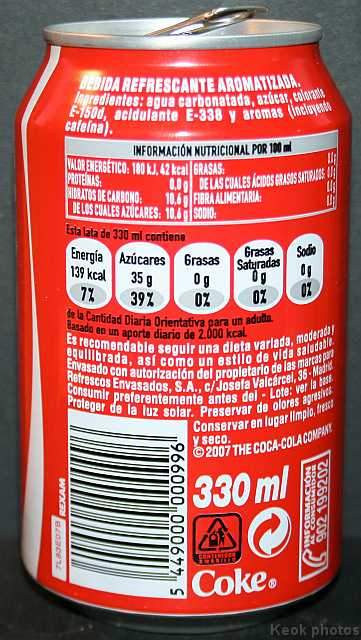 BEBIDA REFRESCANTE AROMATIZADA.
Ingredientes: agua carbonatada, azúcar, colorante
E-150d, acidulante E-338 y aromas (incluyendo
cafeína).
INFORMACIÓN NUTRICIONAL POR 100 ml
VALOR ENERGÉTICO: 180 kJ, 42 kcal
PROTEÍNAS: 0,0 g
HIDRATOS DE CARBONO: 10,6 g
DE LOS CUALES AZÚCARES: 10,6 g
GRASAS: 0,0g
DE LAS CUALES ÁCIDOS GRASOS SATURADOS: 0,0g
FIBRA ALIMENTARIA: 0,0g
SODIO:
Esta lata de 330 ml contiene
Energía
139 kcal
7%
Azúcares
35 g
39%
Grasas
0 g
0%
Grasas
Saturadas
0 g
0%
Sodio
0 g
0%
de la Cantidad Diaria Orientativa para un adulto.
Basado en un aporte diario de 2.000 kcal.
Es recomendable seguir una dieta variada, moderada y
equilibrada, así como un estilo de vida saludable.
Envasado con autorización del propietario de las marcas por
Refrescos Envasados, S.A., c/Josefa Valcárcel, 36 - Madrid.
Consumir preferentemente antes del - Lote: ver la base.
Proteger de la luz solar. Preservar de olores agresivos.
Conservar en lugar limpio, fresco
y seco.
© 2007 THE COCA-COLA COMPANY.
330 ml
Coke®
INFORMACIÓN
AL CONSUMIDOR
902 199202
5 449000 000996
REXAM
Keok photos